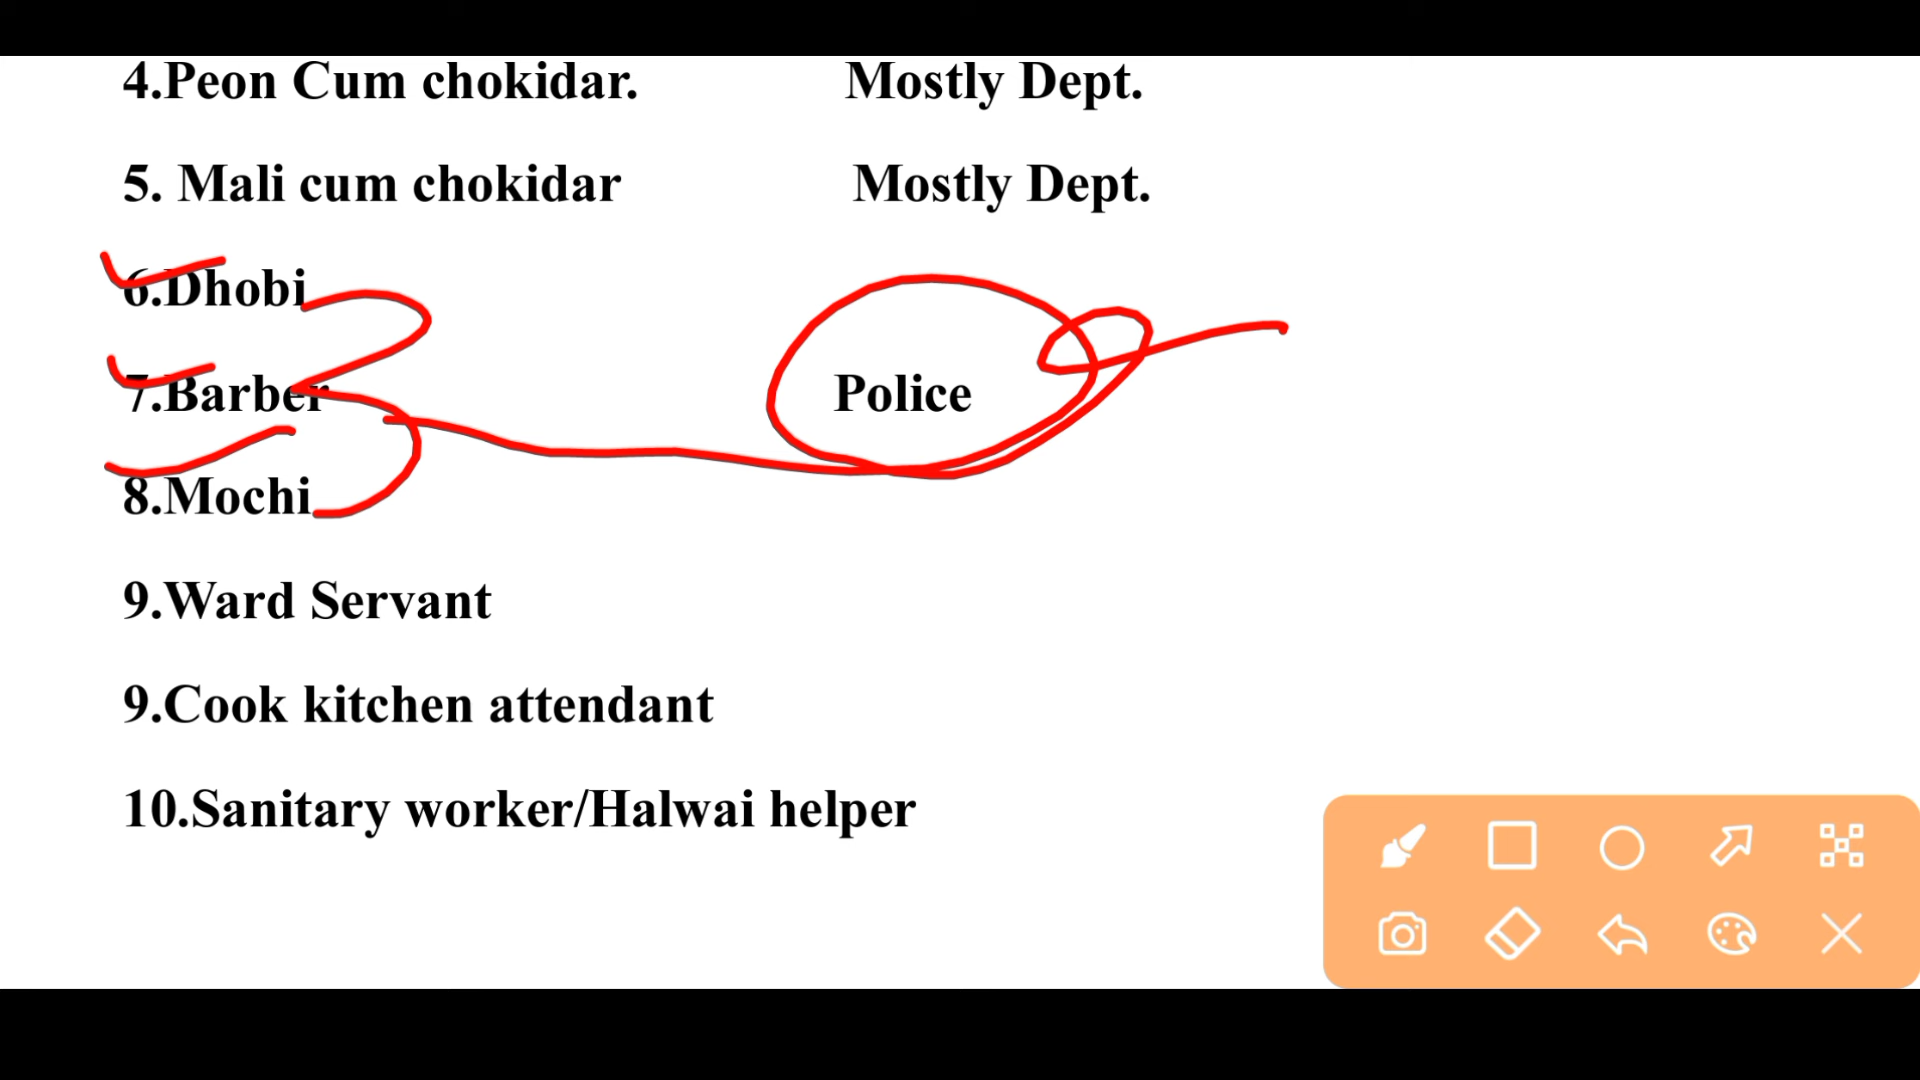 4.Peon Cum chokidar. Mostly Dept.
5. Mali cum chokidar Mostly Dept.
6.Dhobi
7.Barber Police
8.Mochi
9.Ward Servant
9.Cook kitchen attendant
10.Sanitary worker/Halwai helper